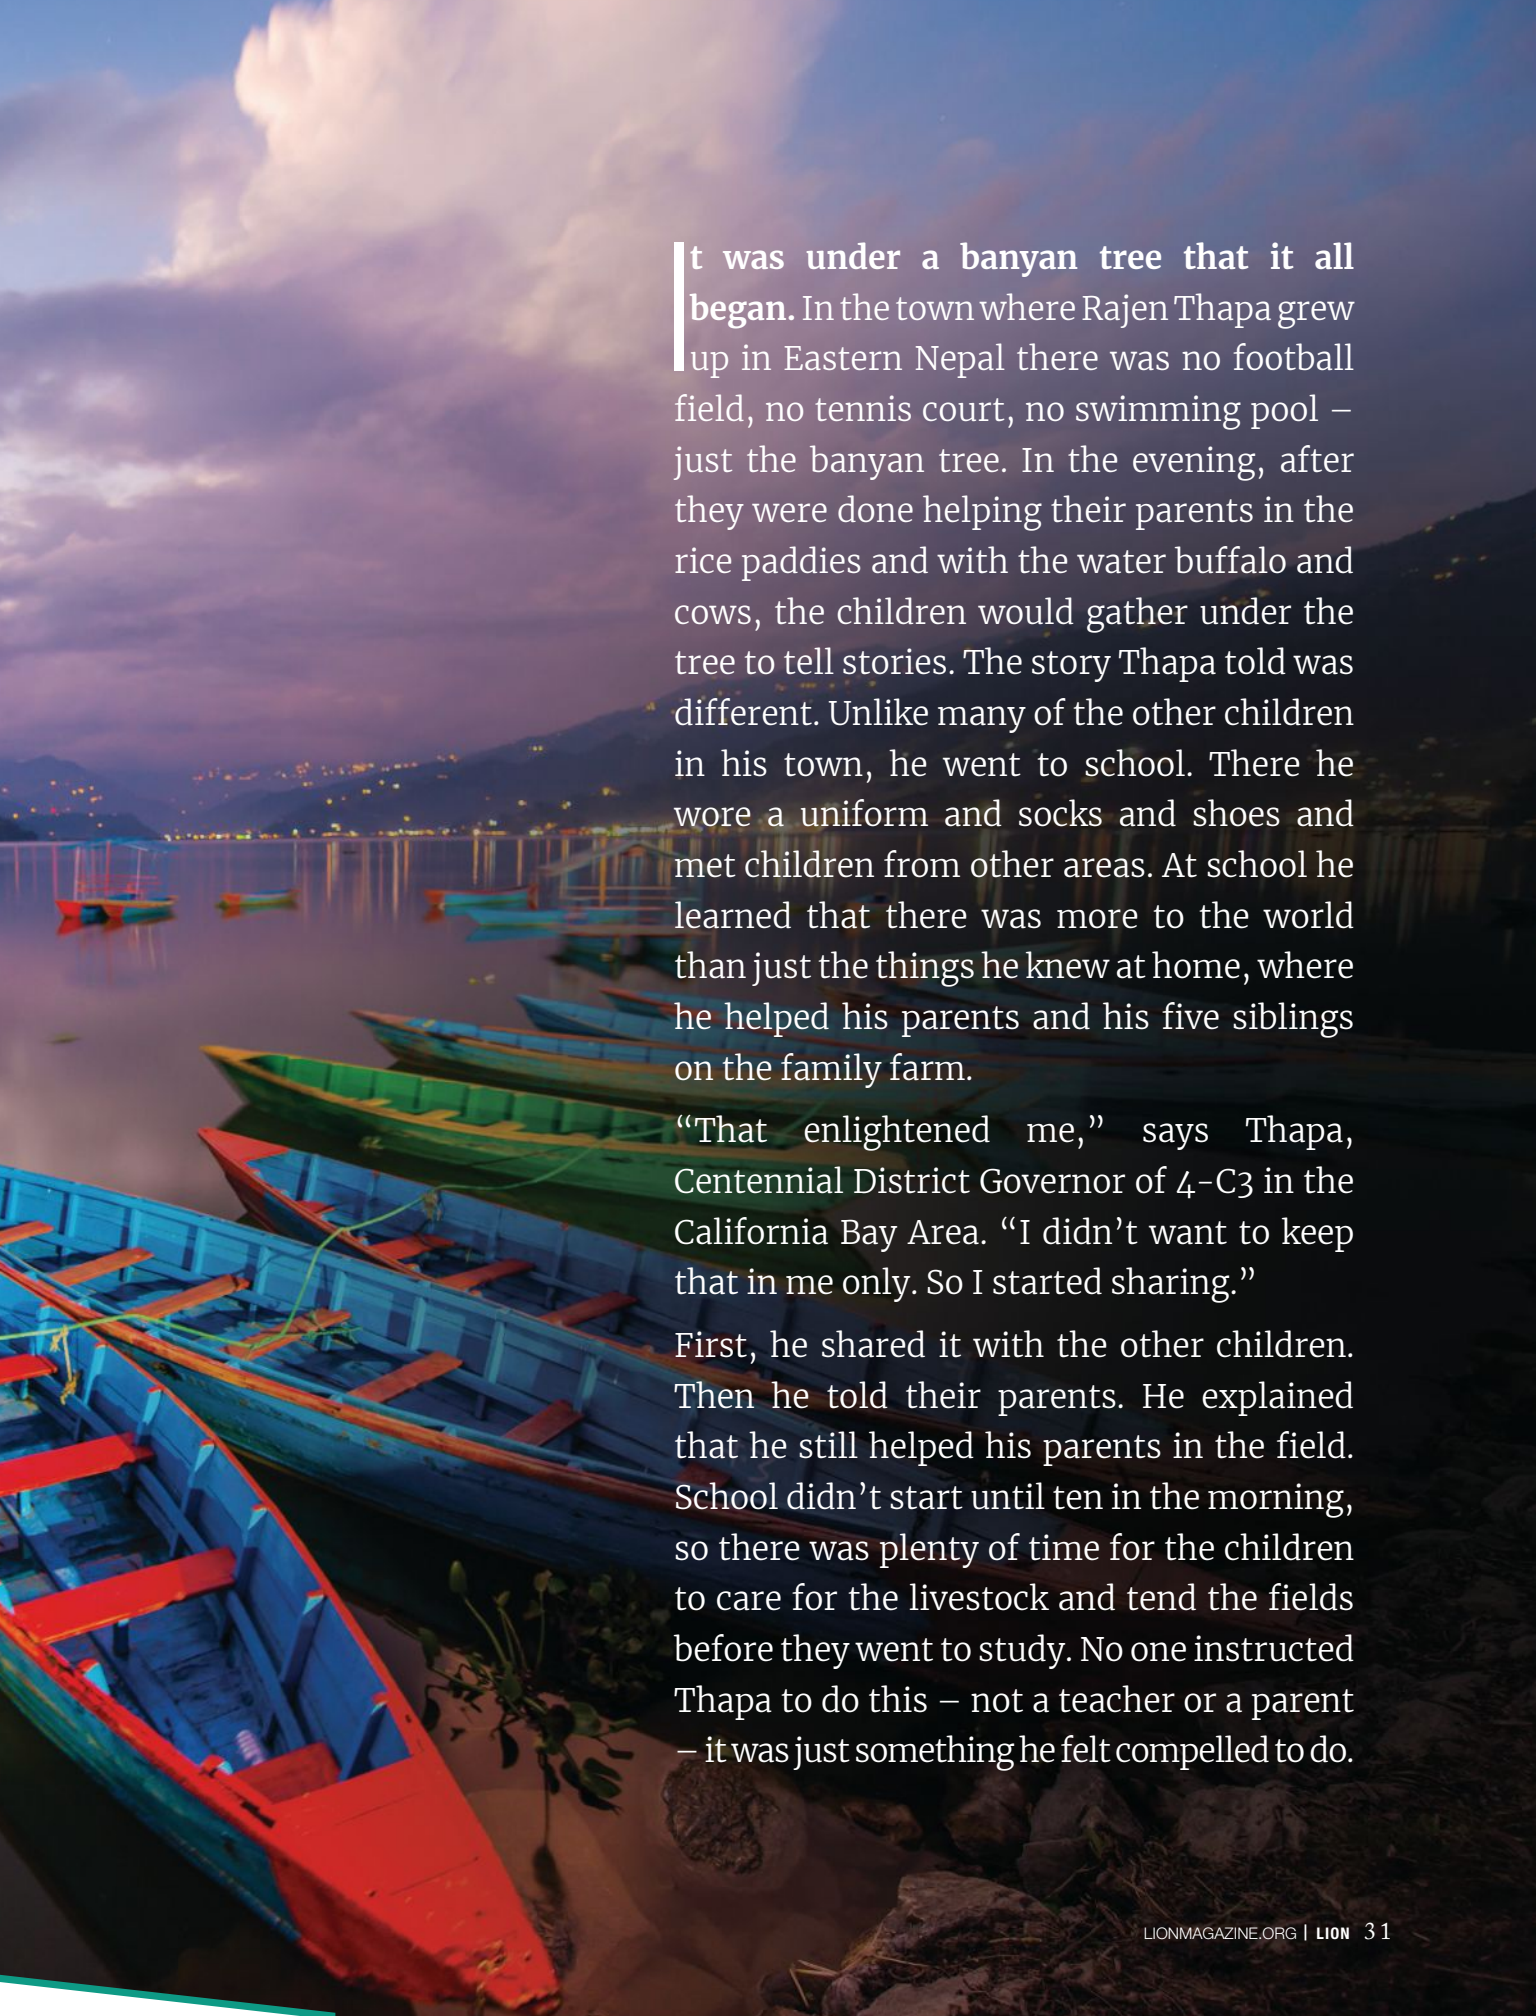 It was under a banyan tree that it all
began. In the town where Rajen Thapa grew
up in Eastern Nepal there was no football
field, no tennis court, no swimming pool –
just the banyan tree. In the evening, after
they were done helping their parents in the
rice paddies and with the water buffalo and
cows, the children would gather under the
tree to tell stories. The story Thapa told was
different. Unlike many of the other children
in his town, he went to school. There he
wore a uniform and socks and shoes and
met children from other areas. At school he
learned that there was more to the world
than just the things he knew at home, where
he helped his parents and his five siblings
on the family farm.
“That enlightened me,” says Thapa,
Centennial District Governor of 4-C3 in the
California Bay Area. “I didn’t want to keep
that in me only. So I started sharing.”
First, he shared it with the other children.
Then he told their parents. He explained
that he still helped his parents in the field.
School didn’t start until ten in the morning,
so there was plenty of time for the children
to care for the livestock and tend the fields
before they went to study. No one instructed
Thapa to do this – not a teacher or a parent
– it was just something he felt compelled to do.
LIONMAGAZINE.ORG | LION 31